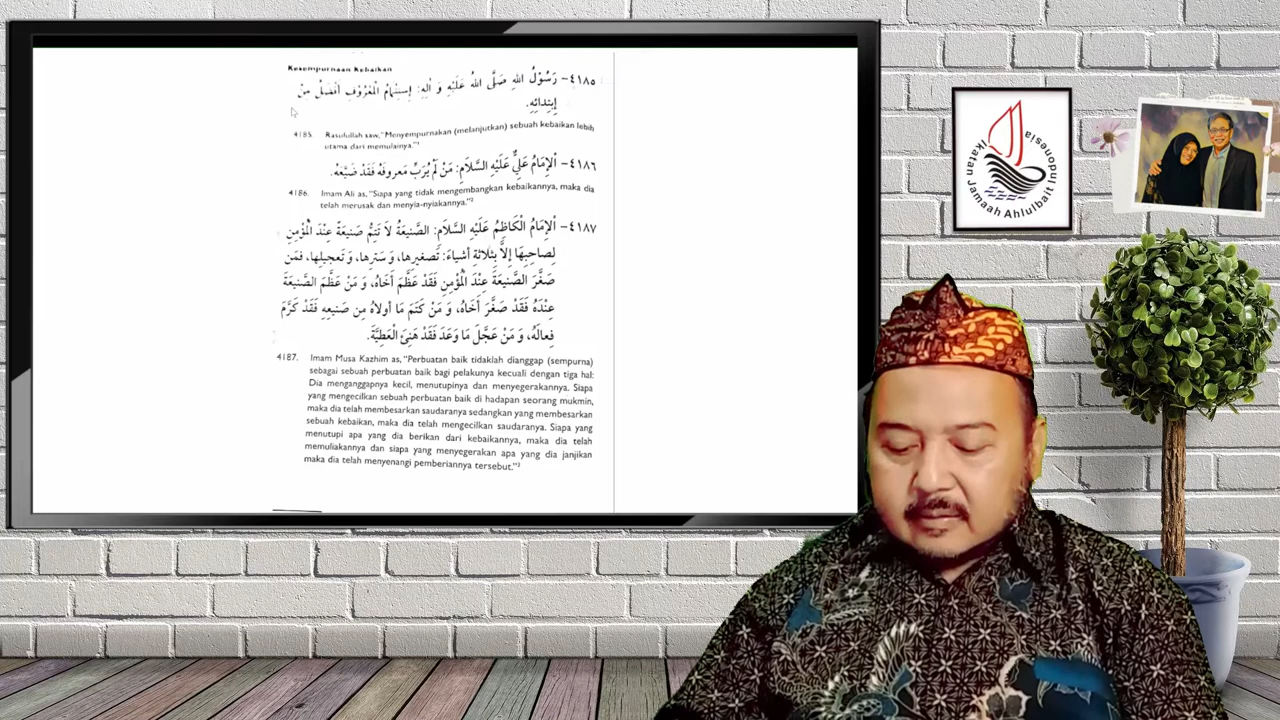 Kesempurnaan Kebaikan
٤١٨٥– رَسُوْلُ اللهِ صَلَّى اللهُ عَلَيْهِ وَ آلِهِ: إِسْتِتْمَامُ الْمَعْرُوْفِ أَفْضَلُ مِنْ
إِبْتِدَائِهِ.
4185. Rasulullah saw, "Menyempurnakan (melanjutkan) sebuah kebaikan lebih
utama dari memulainya."¹
٤١٨٦– اَلْإِمَامُ عَلِيٌّ عَلَيْهِ السَّلَامِ: مَنْ لَمْ يُرَبِّ مَعْرُوفَهُ فَقَدْ ضَيَّعَهُ.
4186. Imam Ali as, "Siapa yang tidak mengembangkan kebaikannya, maka dia
telah merusak dan menyia-nyiakannya."²
٤١٨٧– اَلْإِمَامُ الْكَاظِمُ عَلَيْهِ السَّلَامِ: الصَّنِيعَةُ لَا تَتِمُّ صَنِيعَةً عِنْدَ الْمُؤْمِنِ
لِصَاحِبِهَا إِلَّا بِثَلَاثَةِ أَشْيَاءَ: تَصْغِيرِهَا، وَ سَتْرِهَا، وَ تَعْجِيلِهَا، فَمَن
صَغَّرَ الصَّنِيعَةَ عِنْدَ الْمُؤْمِنِ فَقَدْ عَظَّمَ أَخَاهُ، وَ مَنْ عَظَّمَ الصَّنِيعَةَ
عِنْدَهُ فَقَدْ صَغَّرَ أَخَاهُ، وَ مَنْ كَتَمَ مَا أَوْلَاهُ مِن صَنِيعِهِ فَقَدْ كَرَّمَ
فِعَالَهُ، وَ مَنْ عَجَّلَ مَا وَعَدَ فَقَدْ هَنِئَ الْعَطِيَّةَ.
4187. Imam Musa Kazhim as, "Perbuatan baik tidaklah dianggap (sempurna)
sebagai sebuah perbuatan baik bagi pelakunya kecuali dengan tiga hal:
Dia menganggapnya kecil, menutupinya dan menyegerakannya. Siapa
yang mengecilkan sebuah perbuatan baik di hadapan seorang mukmin,
maka dia telah membesarkan saudaranya sedangkan yang membesarkan
sebuah kebaikan, maka dia telah mengecilkan saudaranya. Siapa yang
menutupi apa yang dia berikan dari kebaikannya, maka dia telah
memuliakannya dan siapa yang menyegerakan apa yang dia janjikan
maka dia telah menyenangi pemberiannya tersebut."³
Ikatan Jamaah Ahlulbait Indonesia